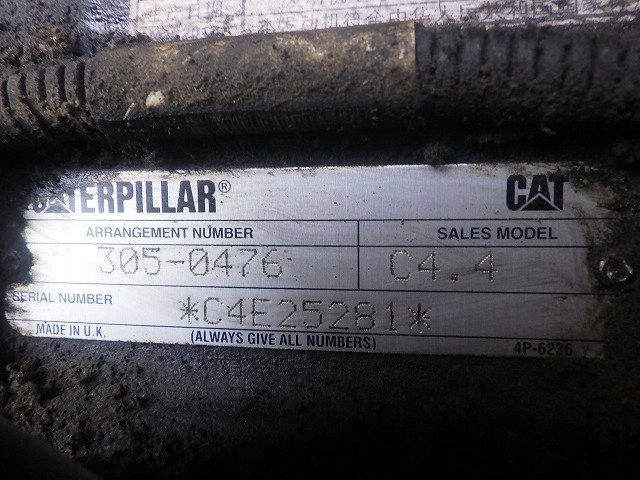 CATERPILLAR® CAT
ARRANGEMENT NUMBER SALES MODEL
305-0476 C4.4
SERIAL NUMBER *C4E25281*
MADE IN U.K. (ALWAYS GIVE ALL NUMBERS) 4P-6236